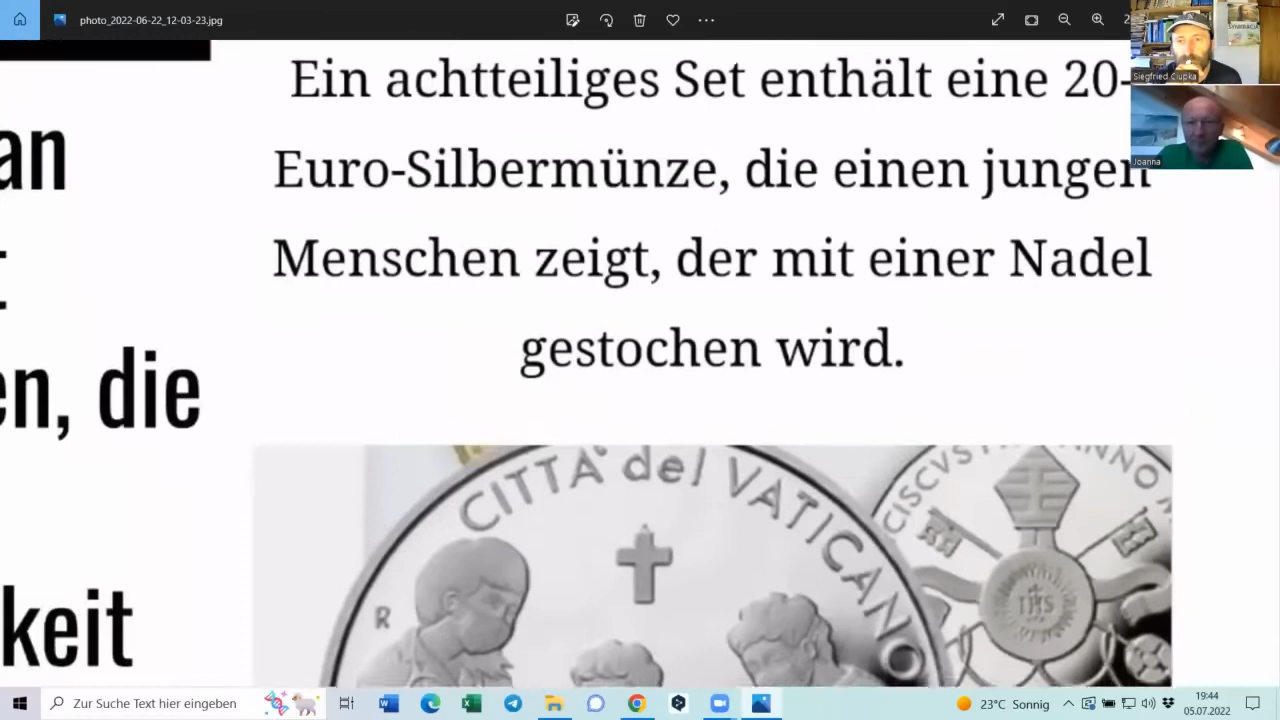 photo_2022-06-22_12-03-23.jpg
Siegfried Ciupka
Joanna
an
en, die
keit
Ein achtteiliges Set enthält eine 20-
Euro-Silbermünze, die einen jungen
Menschen zeigt, der mit einer Nadel
gestochen wird.
CITTA' del VATICANO
R
CISCVS
ANNO M
IHS
Zur Suche Text hier eingeben
23°C Sonnig
19:44
05.07.2022